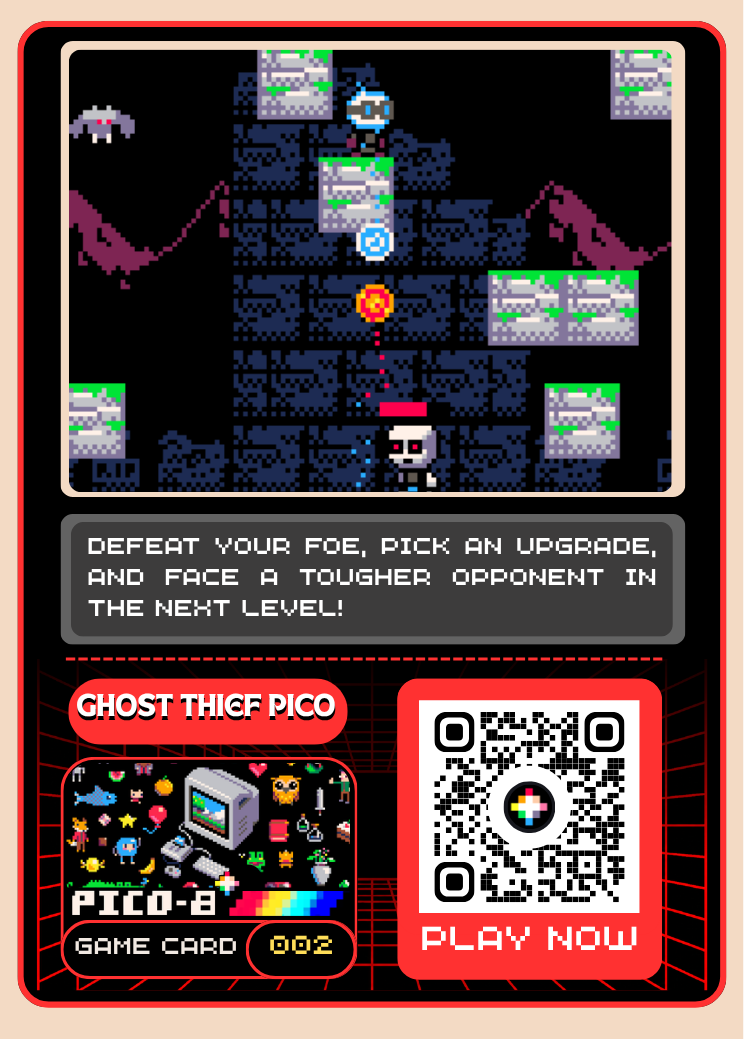 DEFEAT YOUR FOE, PICK AN UPGRADE,
AND FACE A TOUGHER OPPONENT IN
THE NEXT LEVEL!
GHOST THIEF PICO
PICO-8
GAME CARD 002
PLAY NOW